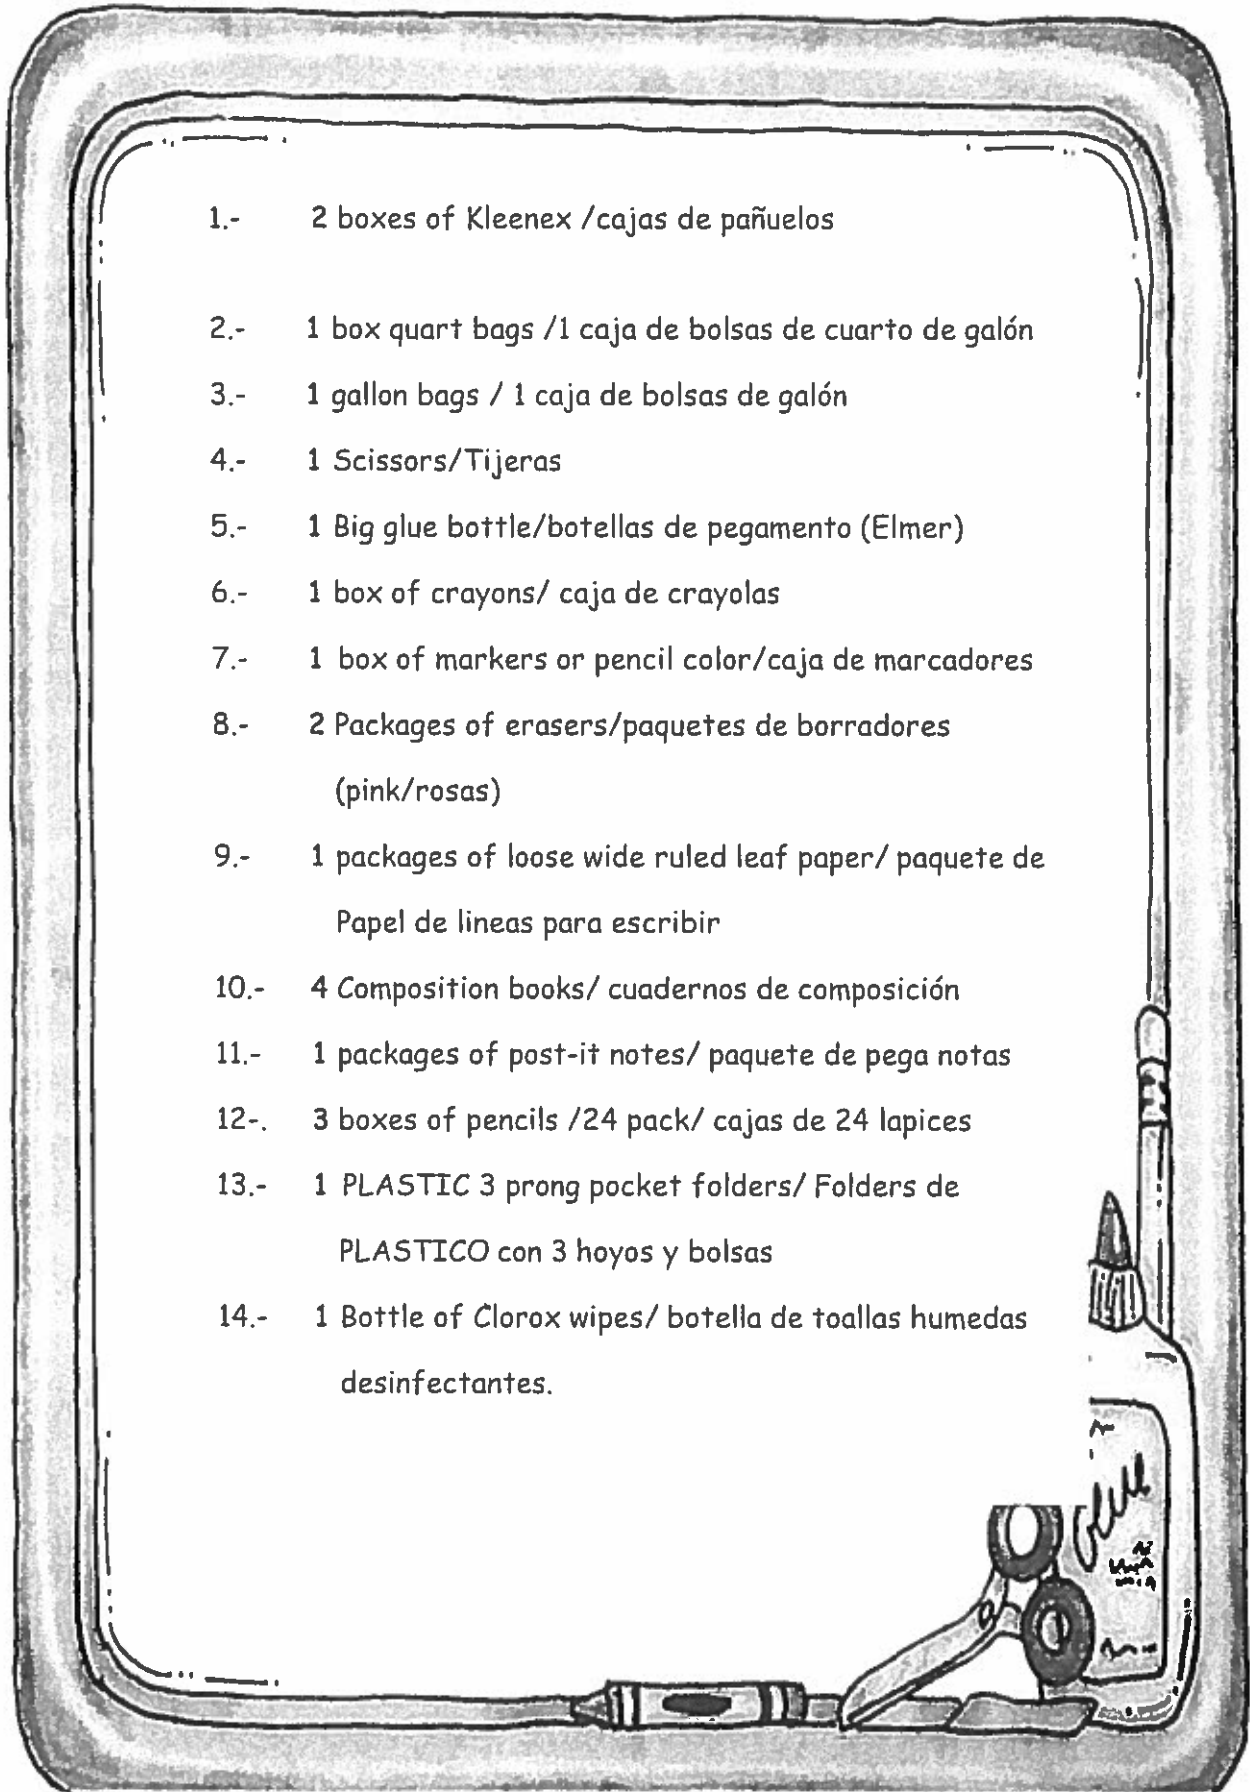 1.- 2 boxes of Kleenex /cajas de pañuelos
2.- 1 box quart bags /1 caja de bolsas de cuarto de galón
3.- 1 gallon bags / 1 caja de bolsas de galón
4.- 1 Scissors/Tijeras
5.- 1 Big glue bottle/botellas de pegamento (Elmer)
6.- 1 box of crayons/ caja de crayolas
7.- 1 box of markers or pencil color/caja de marcadores
8.- 2 Packages of erasers/paquetes de borradores
(pink/rosas)
9.- 1 packages of loose wide ruled leaf paper/ paquete de
Papel de lineas para escribir
10.- 4 Composition books/ cuadernos de composición
11.- 1 packages of post-it notes/ paquete de pega notas
12-. 3 boxes of pencils /24 pack/ cajas de 24 lapices
13.- 1 PLASTIC 3 prong pocket folders/ Folders de
PLASTICO con 3 hoyos y bolsas
14.- 1 Bottle of Clorox wipes/ botella de toallas humedas
desinfectantes.
Glue